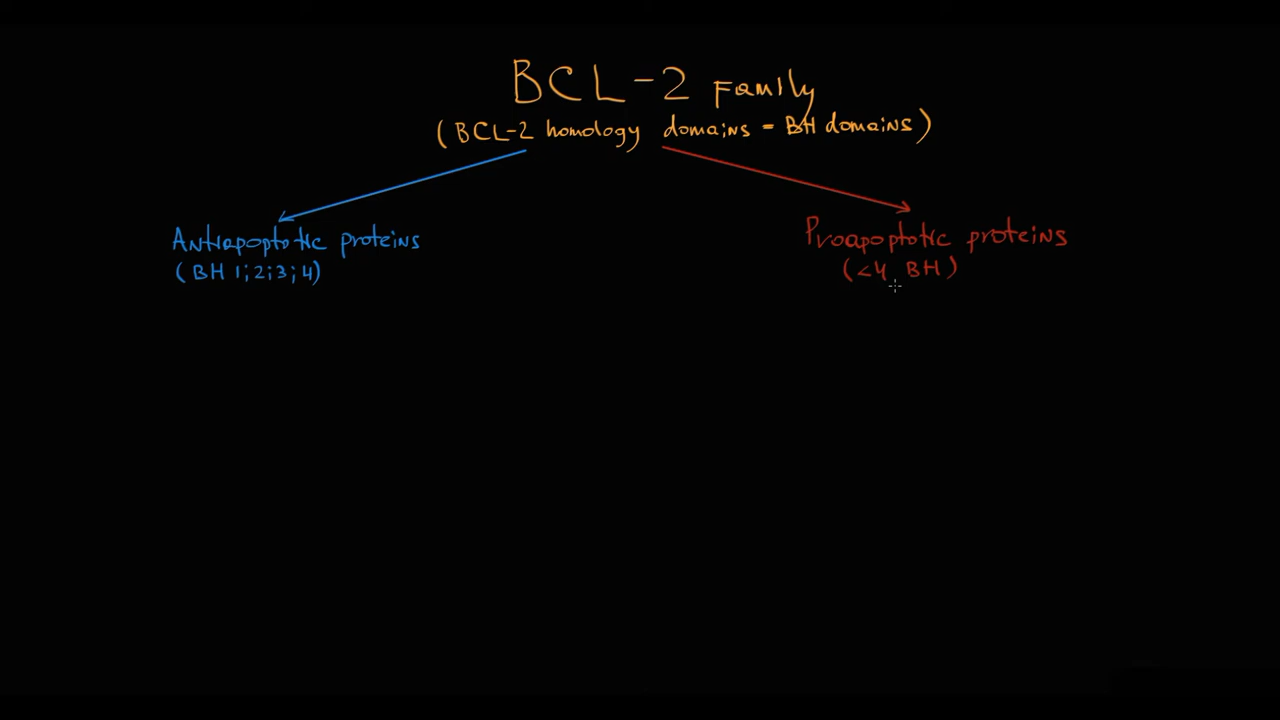 BCL-2 Family
(BCL-2 homology domains = BH domains)
Antiapoptotic proteins
(BH 1;2;3;4)
Proapoptotic proteins
(<4 BH)